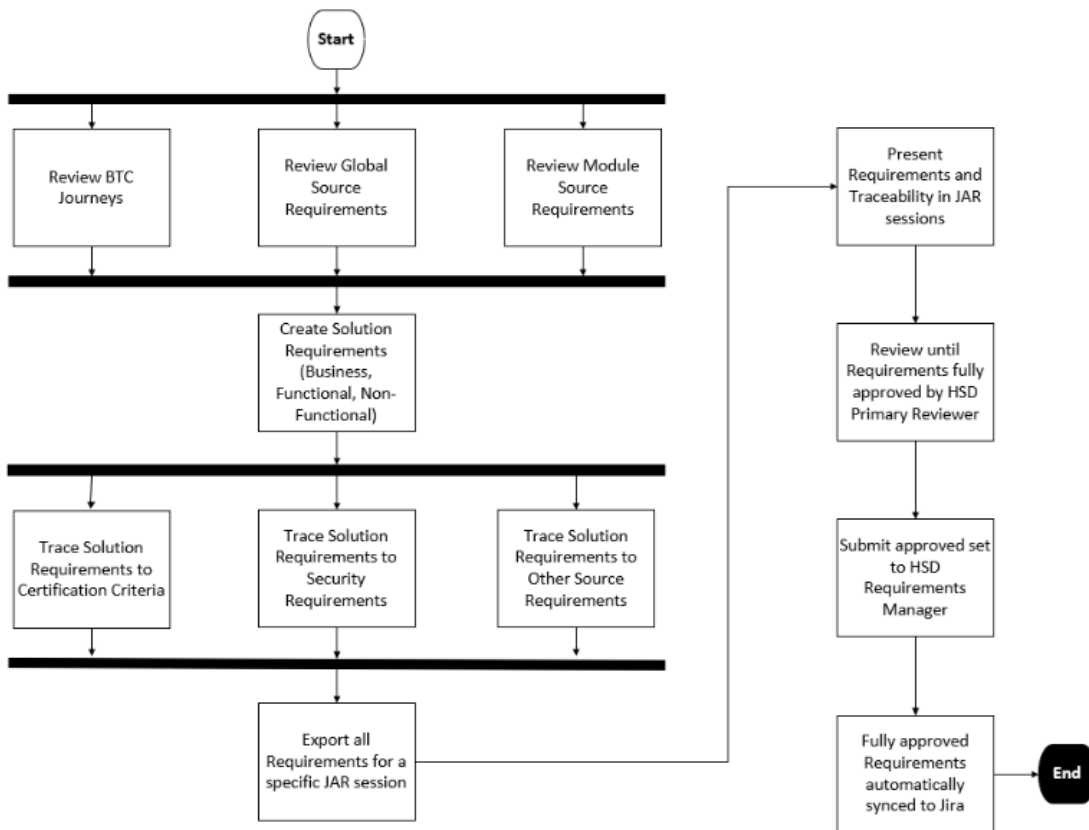 Start
Review BTC
Journeys
Review Global
Source
Requirements
Review Module
Source
Requirements
Create Solution
Requirements
(Business,
Functional, Non-
Functional)
Trace Solution
Requirements to
Certification Criteria
Trace Solution
Requirements to
Security
Requirements
Trace Solution
Requirements to
Other Source
Requirements
Export all
Requirements for a
specific JAR session
Present
Requirements and
Traceability in JAR
sessions
Review until
Requirements fully
approved by HSD
Primary Reviewer
Submit approved set
to HSD
Requirements
Manager
Fully approved
Requirements
automatically
synced to Jira
End